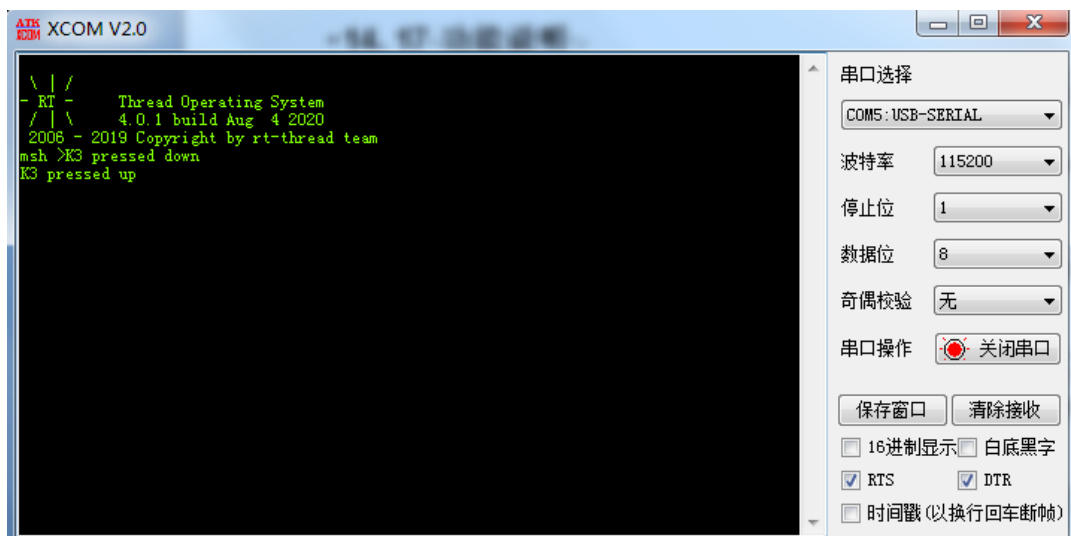 ATK XCOM XCOM V2.0
\ | /
- RT -     Thread Operating System
/ | \     4.0.1 build Aug  4 2020
2006 - 2019 Copyright by rt-thread team
msh >K3 pressed down
K3 pressed up
串口选择
COM5:USB-SERIAL
波特率 115200
停止位 1
数据位 8
奇偶校验 无
串口操作 关闭串口
保存窗口 清除接收
16进制显示 白底黑字
RTS DTR
时间戳(以换行回车断帧)